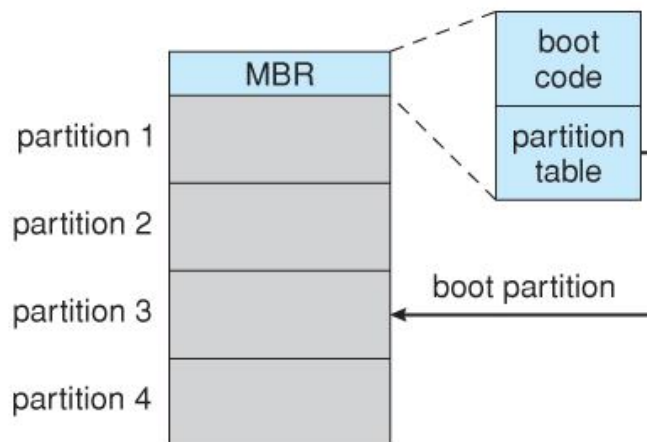 MBR
boot
code
partition
table
partition 1
partition 2
boot partition
partition 3
partition 4